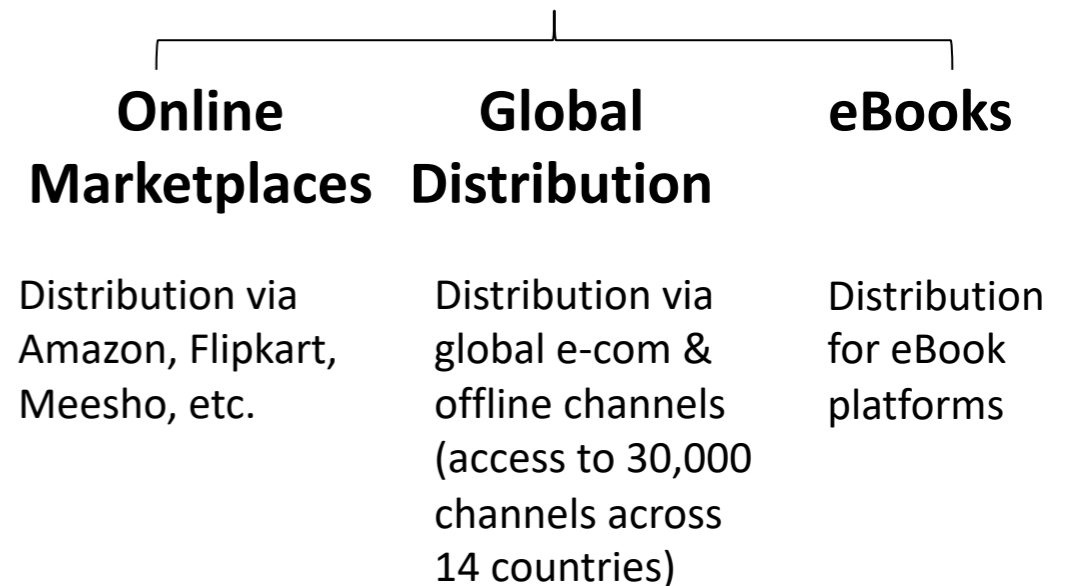 Online
Marketplaces
Distribution via
Amazon, Flipkart,
Meesho, etc.
Global
Distribution
Distribution via
global e-com &
offline channels
(access to 30,000
channels across
14 countries)
eBooks
Distribution
for eBook
platforms